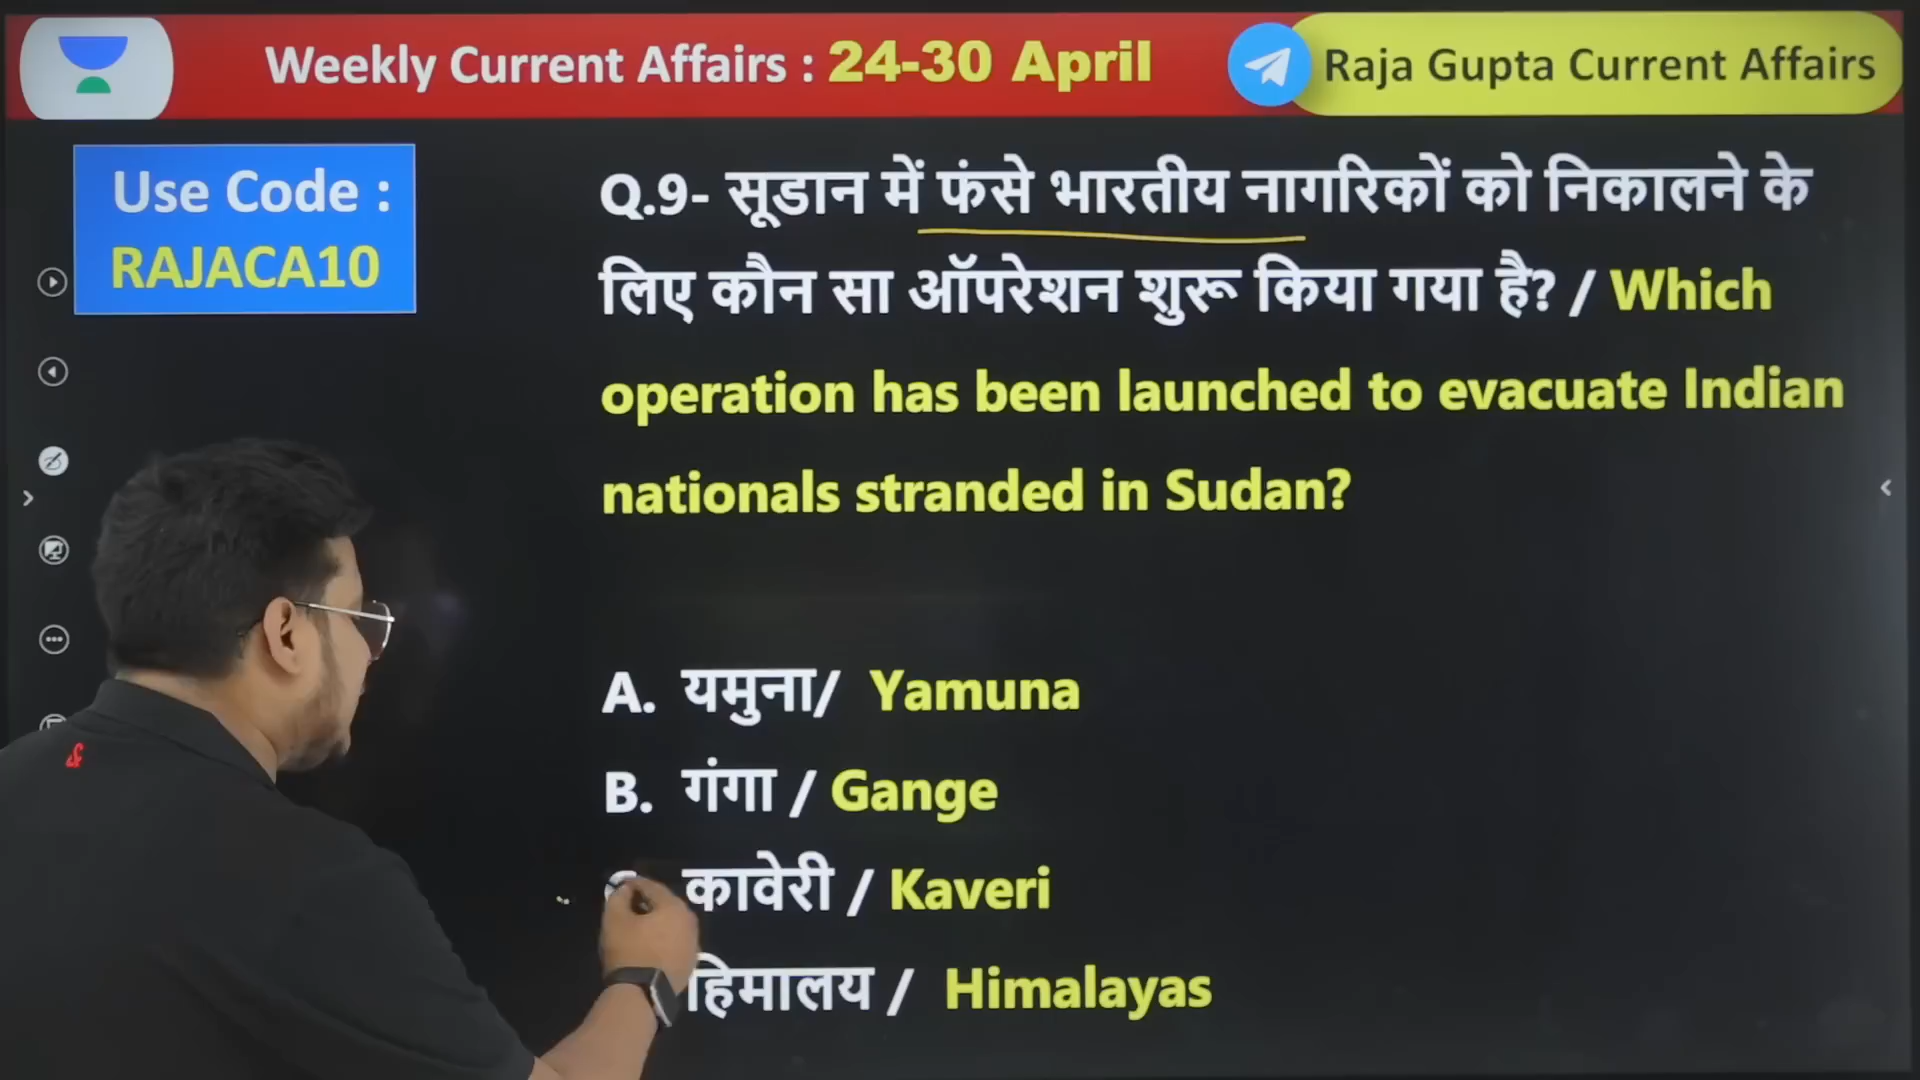 Weekly Current Affairs : 24-30 April
Raja Gupta Current Affairs
Use Code :
RAJACA10
Q.9- सूडान में फंसे भारतीय नागरिकों को निकालने के
लिए कौन सा ऑपरेशन शुरू किया गया है? / Which
operation has been launched to evacuate Indian
nationals stranded in Sudan?
A. यमुना/ Yamuna
B. गंगा / Gange
कावेरी / Kaveri
हिमालय / Himalayas